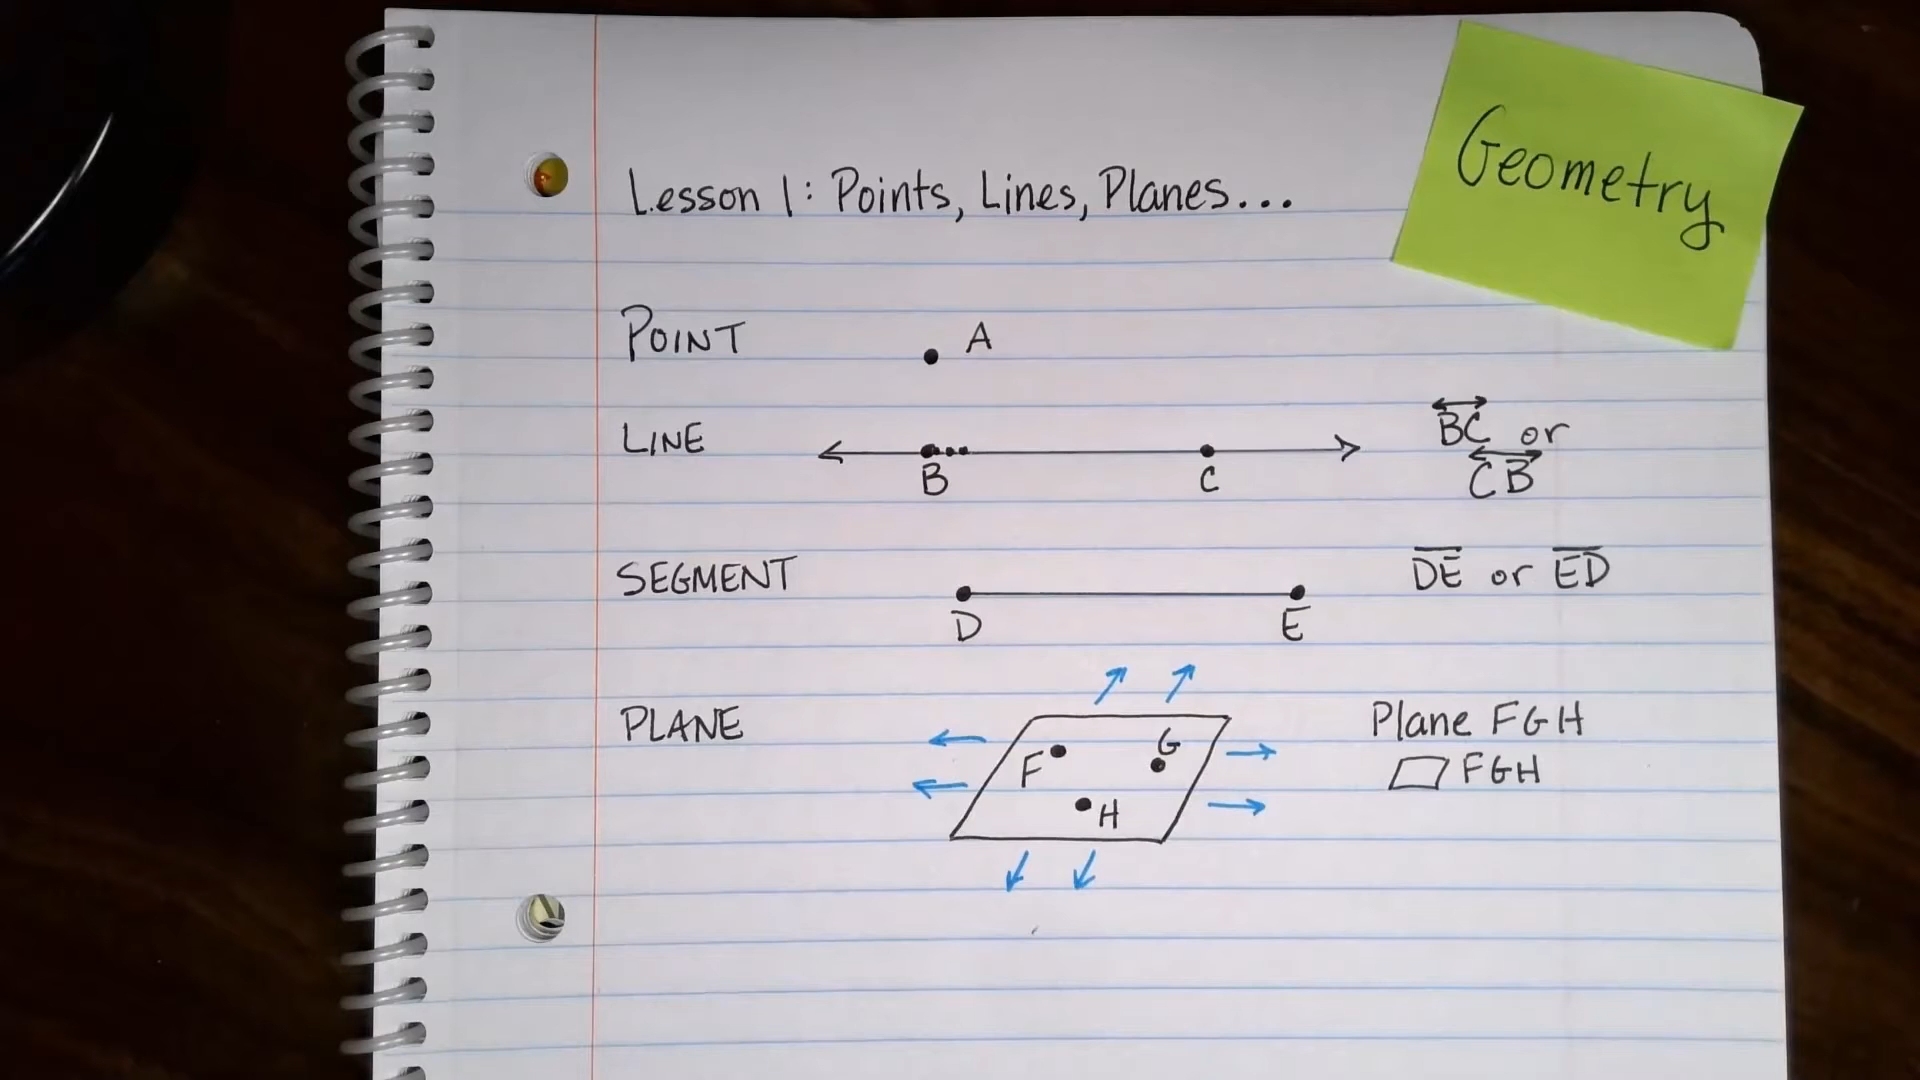 Geometry
Lesson 1: Points, Lines, Planes...
POINT A
LINE B C BC or
CB
SEGMENT D E DE or ED
PLANE F G H Plane FGH
FGH